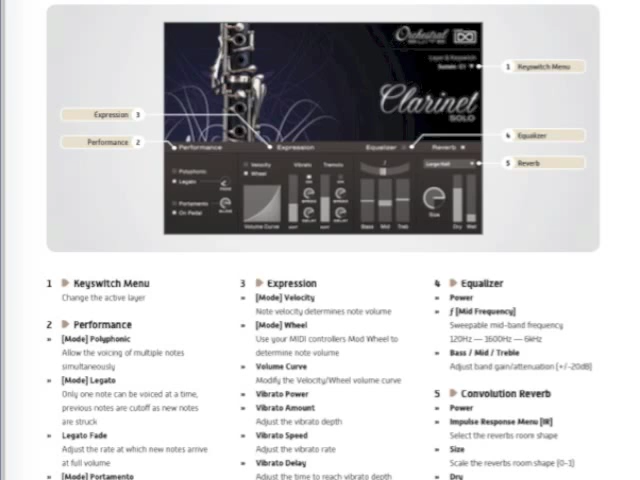 Orchestral
SUITE
Layer & Keyswitch
1 Keyswitch Menu
Clarinet
SOLO
Expression 3
4 Equalizer
Performance 2
Performance
Expression
Equalizer
Reverb
5 Reverb
Polyphonic
Legato
Portamento
On Pedal
Velocity
Wheel
Volume Curve
Vibrato
Tremolo
Bass Mid Treb
Large Hall
Size
Dry Wet
1 Keyswitch Menu
Change the active layer
2 Performance
» [Mode] Polyphonic
Allow the voicing of multiple notes
simultaneously
» [Mode] Legato
Only one note can be voiced at a time,
previous notes are cutoff as new notes
are struck
» Legato Fade
Adjust the rate at which new notes arrive
at full volume
» [Mode] Portamento
3 Expression
» [Mode] Velocity
Note velocity determines note volume
» [Mode] Wheel
Use your MIDI controllers Mod Wheel to
determine note volume
» Volume Curve
Modify the Velocity/Wheel volume curve
» Vibrato Power
» Vibrato Amount
Adjust the vibrato depth
» Vibrato Speed
Adjust the vibrato rate
» Vibrato Delay
Adjust the time to reach vibrato depth
4 Equalizer
» Power
» ƒ [Mid Frequency]
Sweepable mid-band frequency
120Hz — 1600Hz — 6kHz
» Bass / Mid / Treble
Adjust band gain/attenuation (+/-20dB)
5 Convolution Reverb
» Power
» Impulse Response Menu [IR]
Select the reverbs room shape
» Size
Scale the reverbs room shape (0-1)
» Dry